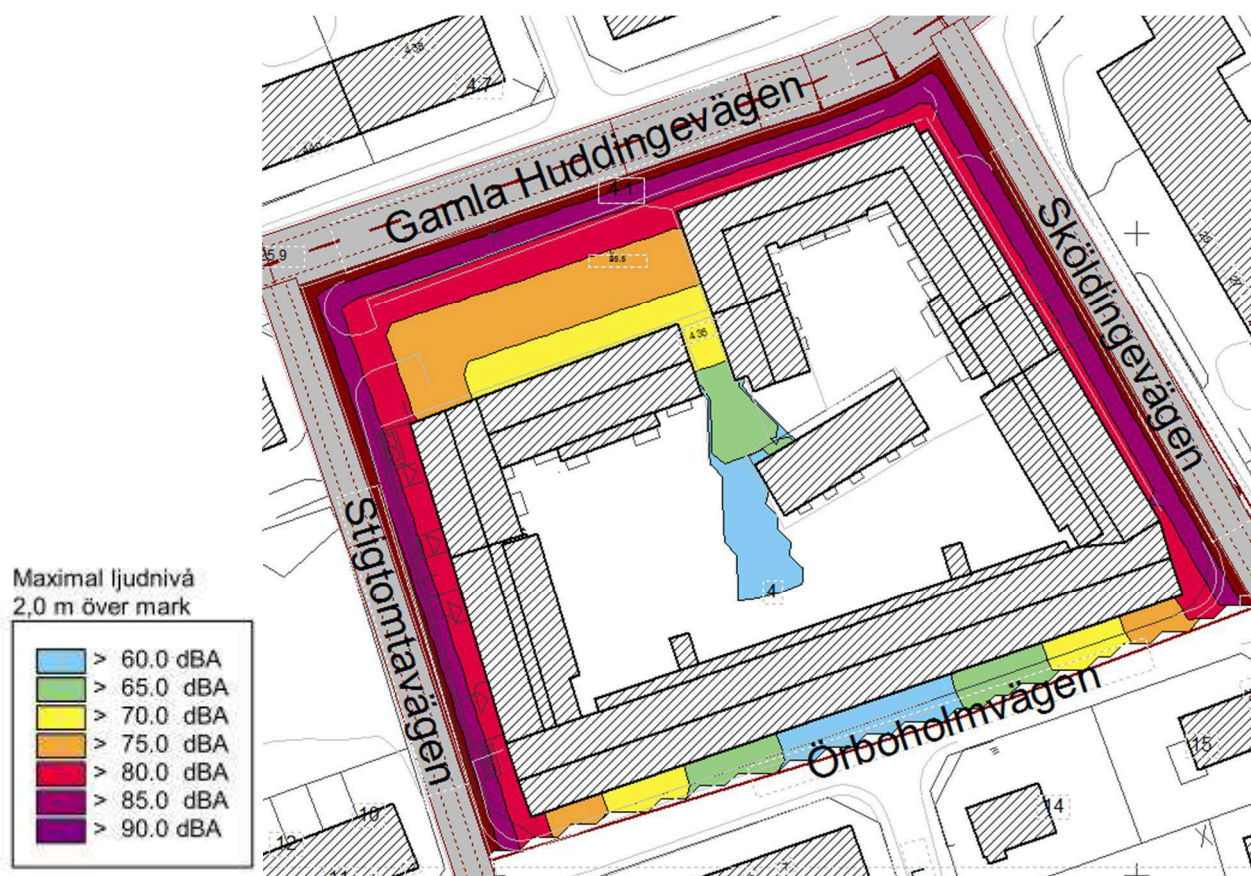 4:7
Gamla Huddingevägen
4:1
25.9
Sköldingevägen
4:35
Stigtomtavägen
4
Örboholmvägen
15
14
10
12
Maximal ljudnivå
2,0 m över mark
> 60.0 dBA
> 65.0 dBA
> 70.0 dBA
> 75.0 dBA
> 80.0 dBA
> 85.0 dBA
> 90.0 dBA